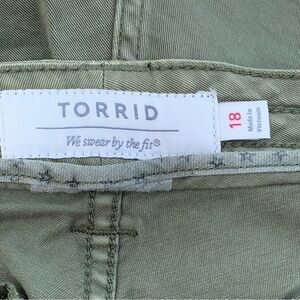 TORRID
We swear by the fit®
18
Made in
Vietnam